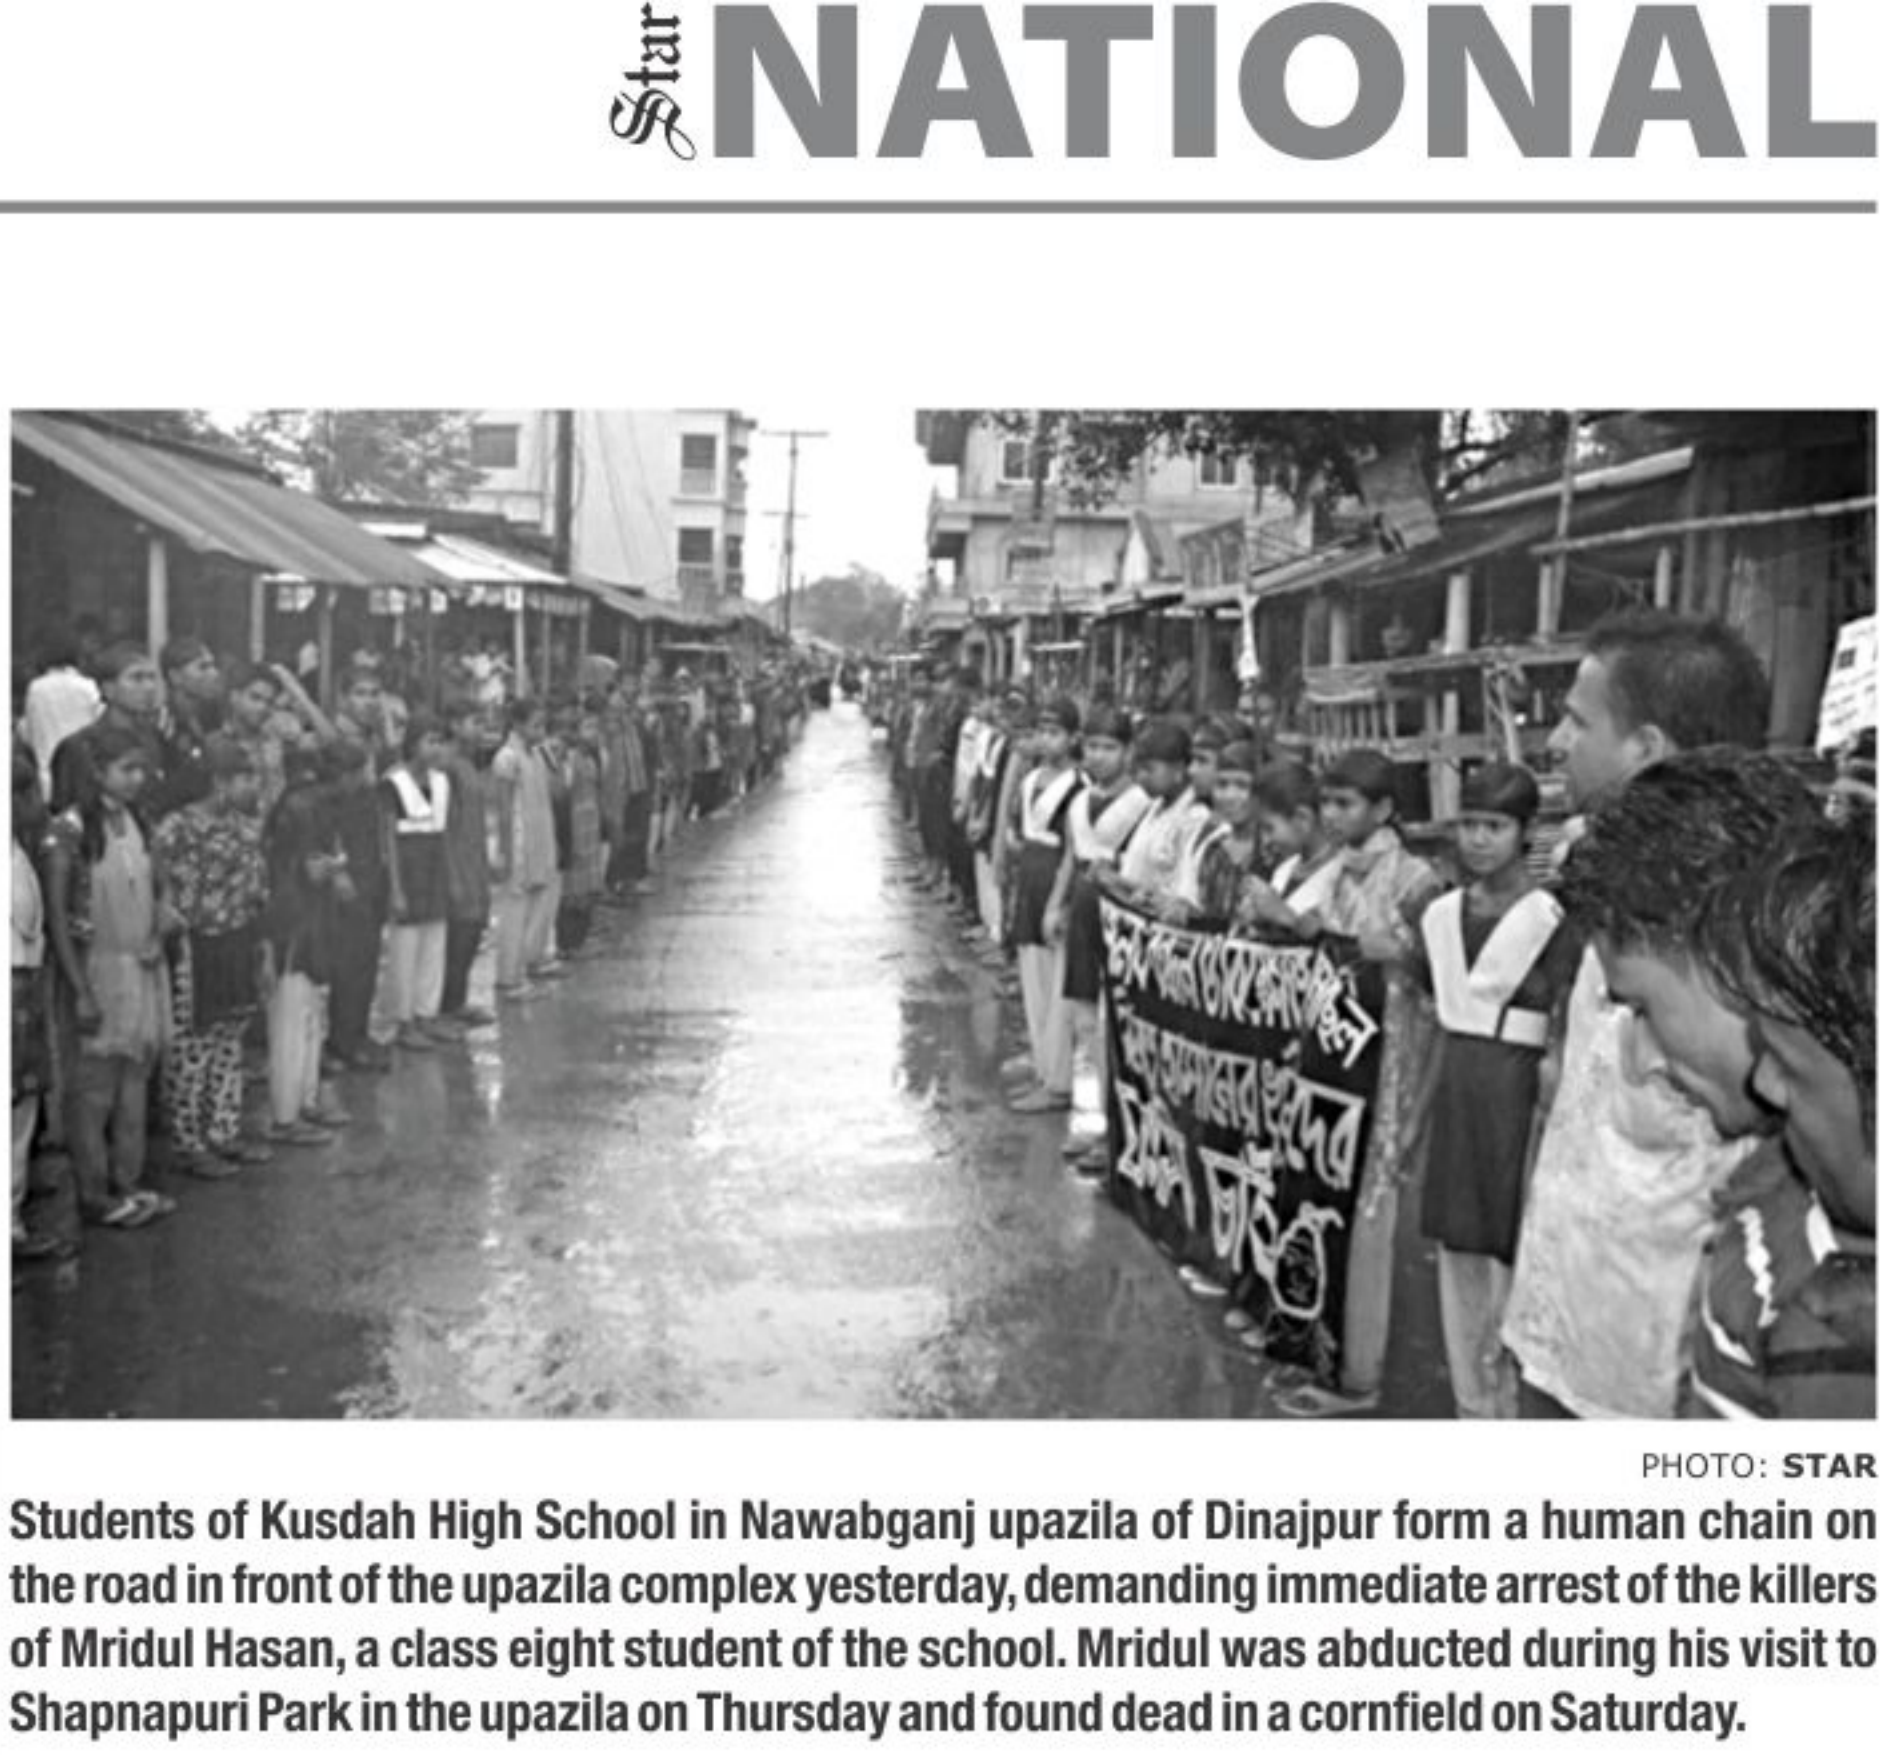 Star NATIONAL
খুনিদের
চাই
PHOTO: STAR
Students of Kusdah High School in Nawabganj upazila of Dinajpur form a human chain on
the road in front of the upazila complex yesterday, demanding immediate arrest of the killers
of Mridul Hasan, a class eight student of the school. Mridul was abducted during his visit to
Shapnapuri Park in the upazila on Thursday and found dead in a cornfield on Saturday.